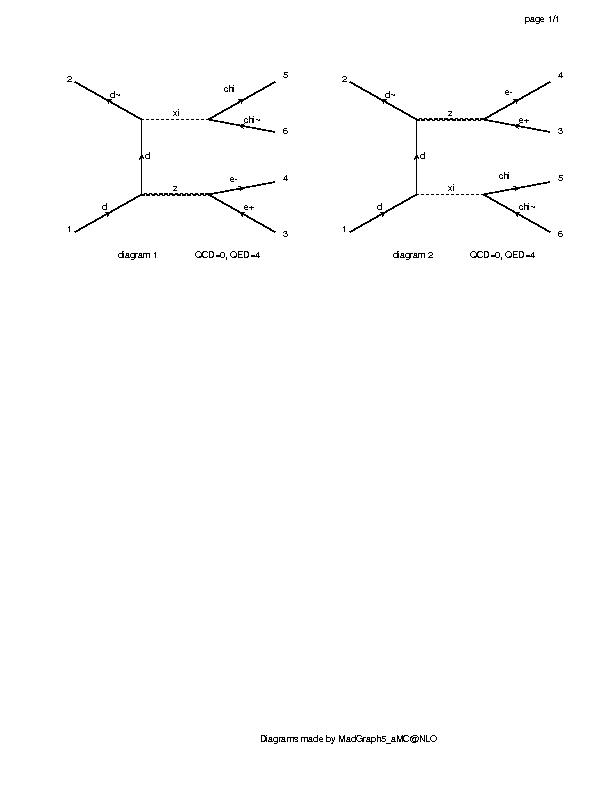 page 1/1
2
d~
xi
chi
5
chi~
6
d
z
e-
4
e+
3
d
1
diagram 1 QCD=0, QED=4
2
d~
z
e-
4
e+
3
d
xi
chi
5
chi~
6
d
1
diagram 2 QCD=0, QED=4
Diagrams made by MadGraph5_aMC@NLO